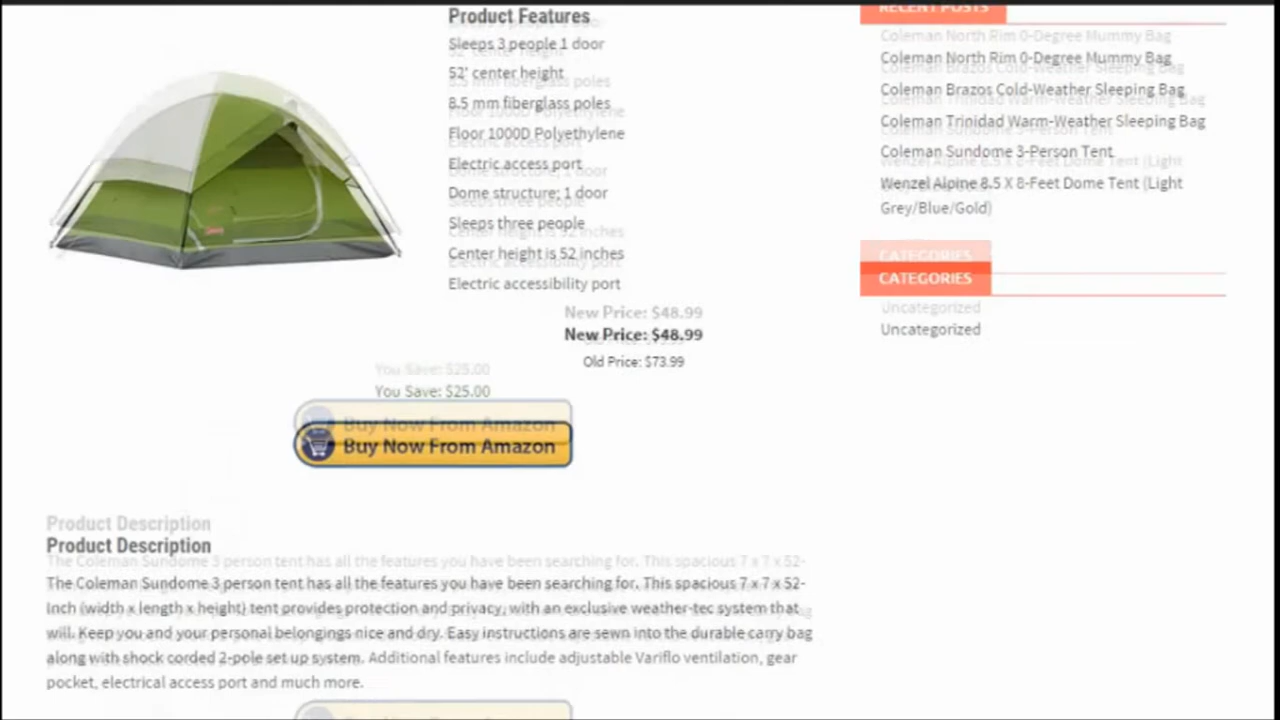 Product Features
Sleeps 3 people 1 door
52' center height
8.5 mm fiberglass poles
Floor 1000D Polyethylene
Electric access port
Dome structure; 1 door
Sleeps three people
Center height is 52 inches
Electric accessibility port
New Price: $48.99
Old Price: $73.99
You Save: $25.00
Buy Now From Amazon
Product Description
The Coleman Sundome 3 person tent has all the features you have been searching for. This spacious 7 x 7 x 52-
Inch (width x length x height) tent provides protection and privacy, with an exclusive weather-tec system that
will. Keep you and your personal belongings nice and dry. Easy instructions are sewn into the durable carry bag
along with shock corded 2-pole set up system. Additional features include adjustable Variflo ventilation, gear
pocket, electrical access port and much more.
RECENT POSTS
Coleman North Rim 0-Degree Mummy Bag
Coleman Brazos Cold-Weather Sleeping Bag
Coleman Trinidad Warm-Weather Sleeping Bag
Coleman Sundome 3-Person Tent
Wenzel Alpine 8.5 X 8-Feet Dome Tent (Light
Grey/Blue/Gold)
CATEGORIES
Uncategorized